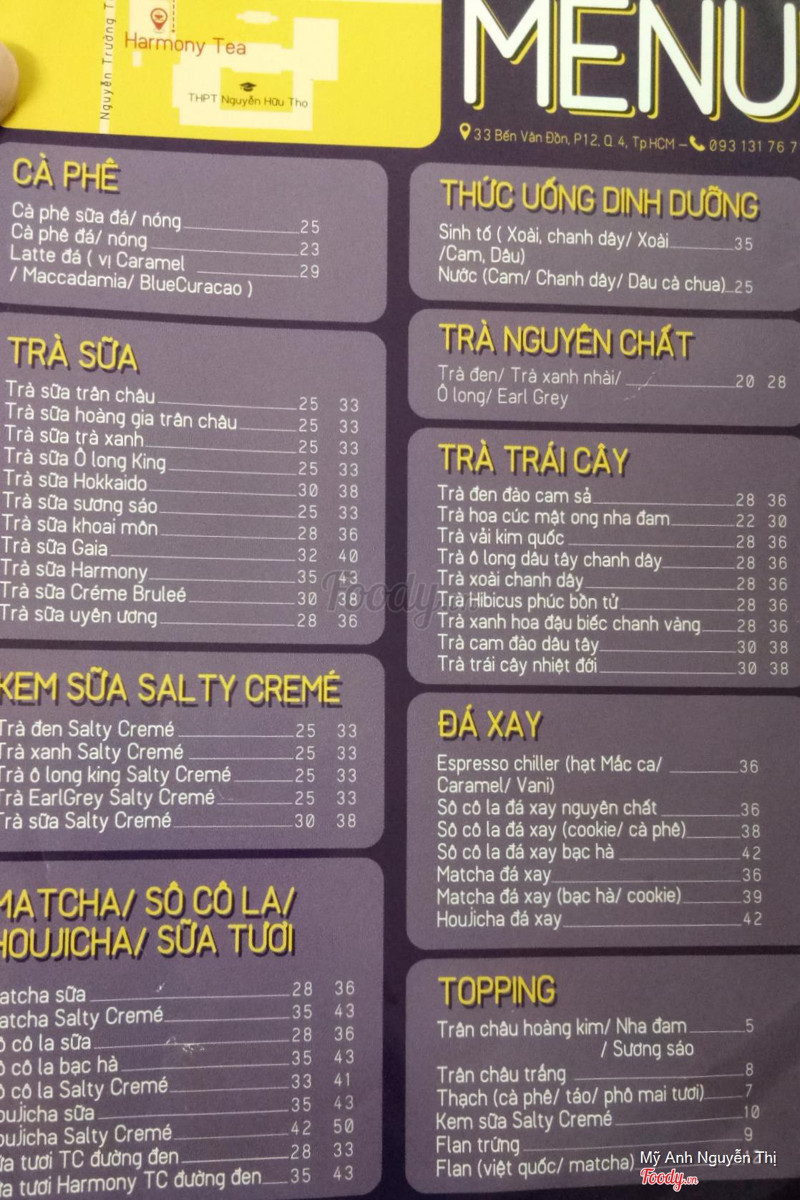 Harmony Tea
THPT Nguyễn Hữu Thọ
Nguyễn Trường T
MENU
33 Bến Vân Đồn, P12, Q. 4, Tp HCM – 093 131 76 7
CÀ PHÊ
Cà phê sữa đá/ nóng 25
Cà phê đá/ nóng 23
Latte đá ( vị Caramel 29
/ Maccadamia/ BlueCuracao )
TRÀ SỮA
Trà sữa trân châu 25 33
Trà sữa hoàng gia trân châu 25 33
Trà sữa trà xanh 25 33
Trà sữa Ô long King 25 33
Trà sữa Hokkaido 30 38
Trà sữa sương sáo 25 33
Trà sữa khoai môn 28 36
Trà sữa Gaia 32 40
Trà sữa Harmony 35 43
Trà sữa Créme Bruleé 30 38
Trà sữa uyên ương 28 36
KEM SỮA SALTY CREMÉ
Trà đen Salty Cremé 25 33
Trà xanh Salty Cremé 25 33
Trà ô long king Salty Cremé 25 33
Trà EarlGrey Salty Cremé 25 33
Trà sữa Salty Cremé 30 38
MATCHA/ SÔ CÔ LA/
HOUJICHA/ SỮA TƯƠI
atcha sữa 28 36
atcha Salty Cremé 35 43
ô cô la sữa 28 36
ô cô la bạc hà 35 43
ô cô la Salty Cremé 33 41
oujicha sữa 35 43
oujicha Salty Cremé 42 50
ữa tươi TC đường đen 28 33
ữa tươi Harmony TC đường đen 35 43
THỨC UỐNG DINH DƯỠNG
Sinh tố ( Xoài, chanh dây/ Xoài 35
/Cam, Dâu)
Nước (Cam/ Chanh dây/ Dâu cà chua) 25
TRÀ NGUYÊN CHẤT
Trà đen/ Trà xanh nhài/ 20 28
Ô long/ Earl Grey
TRÀ TRÁI CÂY
Trà đen đào cam sả 28 36
Trà hoa cúc mật ong nha đam 22 30
Trà vải kim quốc 28 36
Trà ô long dâu tây chanh dây 28 36
Trà xoài chanh dây 28 36
Trà Hibicus phúc bồn tử 28 36
Trà xanh hoa đậu biếc chanh vàng 28 36
Trà cam đào dâu tây 30 38
Trà trái cây nhiệt đới 30 38
ĐÁ XAY
Espresso chiller (hạt Mắc ca/ 36
Caramel/ Vani)
Sô cô la đá xay nguyên chất 36
Sô cô la đá xay (cookie/ cà phê) 38
Sô cô la đá xay bạc hà 42
Matcha đá xay 36
Matcha đá xay (bạc hà/ cookie) 39
Houjicha đá xay 42
TOPPING
Trân châu hoàng kim/ Nha đam 5
/ Sương sáo
Trân châu trắng 8
Thạch (cà phê/ táo/ phô mai tươi) 7
Kem sữa Salty Cremé 10
Flan trứng 9
Flan (việt quốc/ matcha)
Foody.vn
Mỹ Anh Nguyễn Thị
Foody.vn